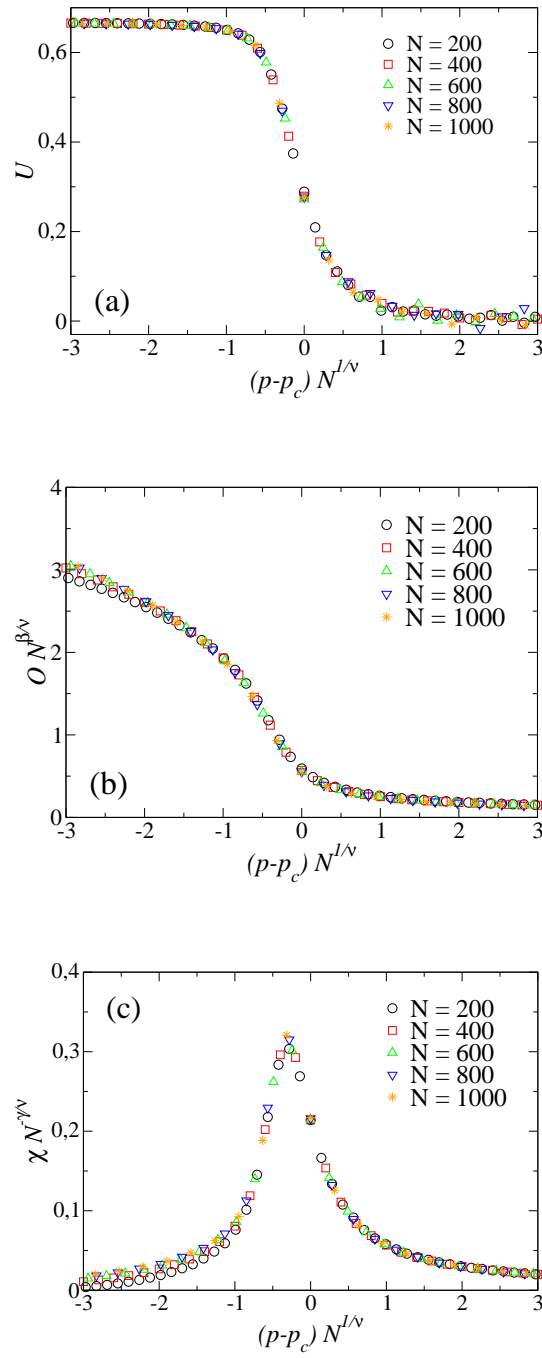 0,6
0,4
0,2
0
U
N = 200
N = 400
N = 600
N = 800
N = 1000
(a)
-3 -2 -1 0 1 2 3
(p-p_c) N^{1/ν}
4
3
2
1
0
O N^{β/ν}
N = 200
N = 400
N = 600
N = 800
N = 1000
(b)
-3 -2 -1 0 1 2 3
(p-p_c) N^{1/ν}
0,4
0,3
0,2
0,1
0
χ N^{-γ/ν}
(c)
N = 200
N = 400
N = 600
N = 800
N = 1000
-3 -2 -1 0 1 2 3
(p-p_c) N^{1/ν}